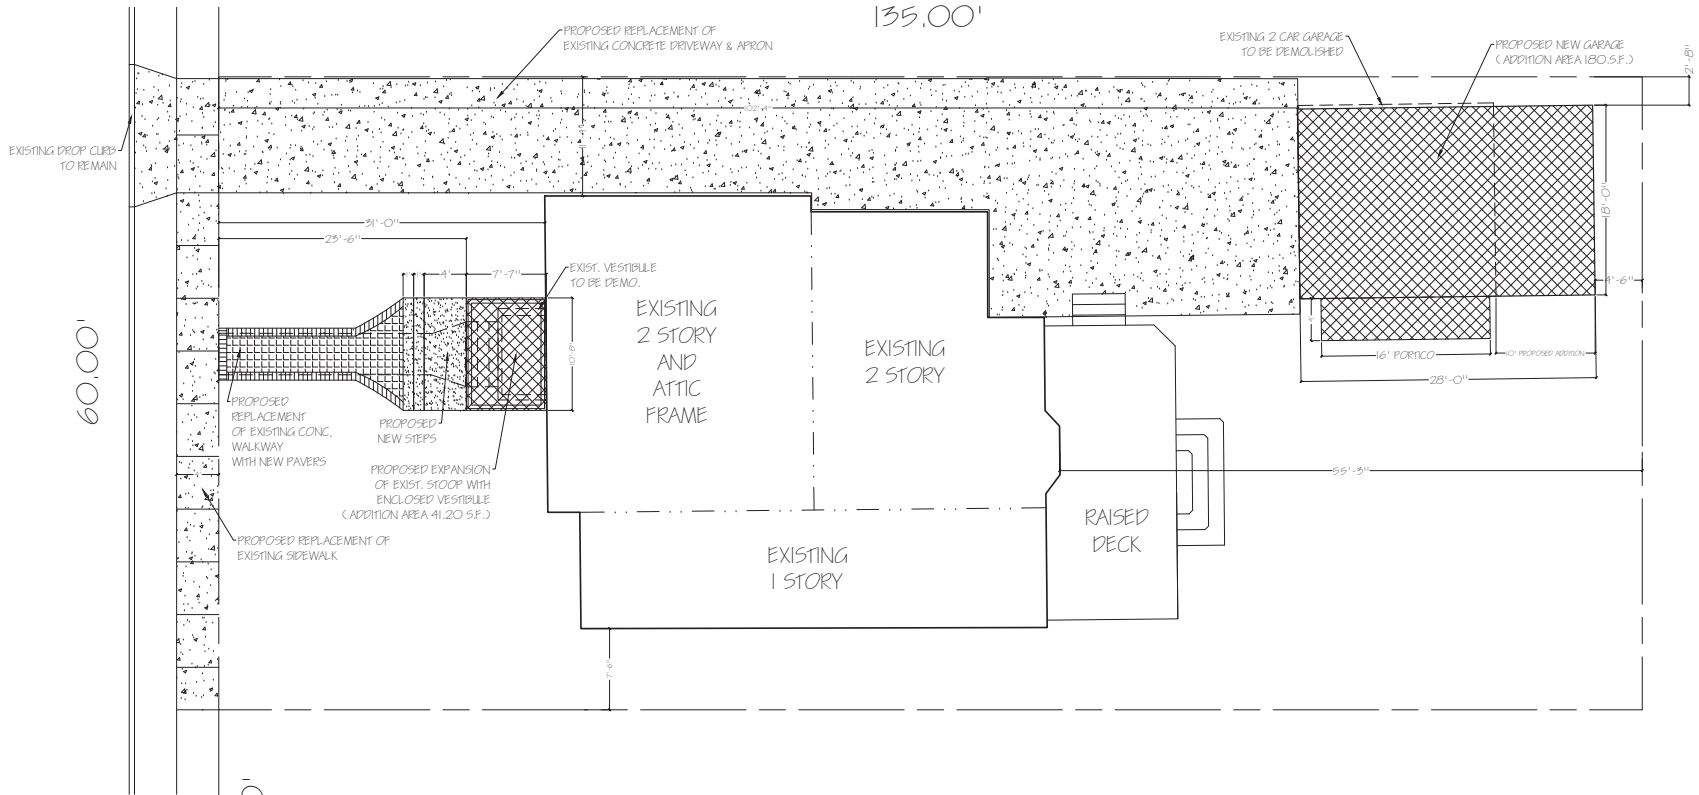 135.00'
PROPOSED REPLACEMENT OF
EXISTING CONCRETE DRIVEWAY & APRON
EXISTING 2 CAR GARAGE
TO BE DEMOLISHED
PROPOSED NEW GARAGE
( ADDITION AREA 180.S.F.)
2'-8"
102'-4"
EXISTING DROP CURB
TO REMAIN
18'-0"
31'-0"
23'-6"
4'
7'-7"
EXIST. VESTIBULE
TO BE DEMO.
4'-6"
EXISTING
2 STORY
AND
ATTIC
FRAME
EXISTING
2 STORY
4'
16' PORTICO
10' PROPOSED ADDITION
28'-0"
60.00'
10'-8"
PROPOSED
REPLACEMENT
OF EXISTING CONC,
WALKWAY
WITH NEW PAVERS
PROPOSED
NEW STEPS
PROPOSED EXPANSION
OF EXIST. STOOP WITH
ENCLOSED VESTIBULE
( ADDITION AREA 41.20 S.F.)
4'
55'-3"
PROPOSED REPLACEMENT OF
EXISTING SIDEWALK
RAISED
DECK
EXISTING
1 STORY
7'-6"